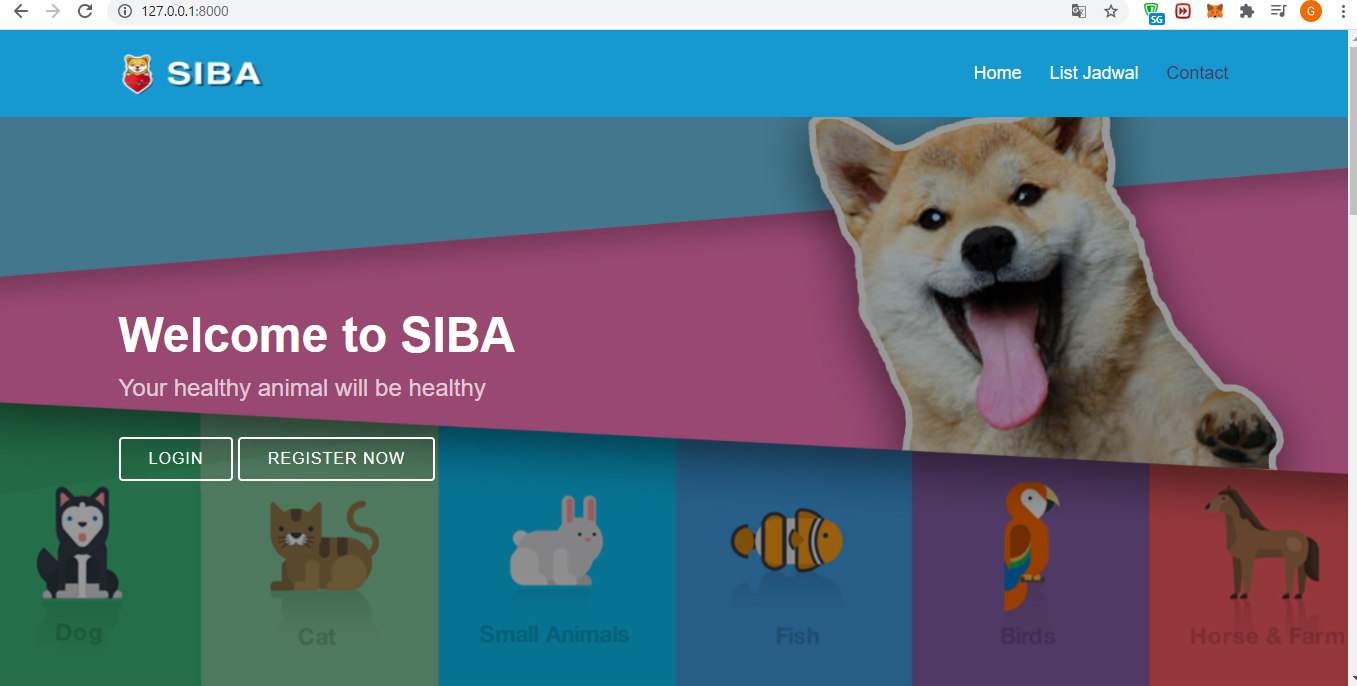 127.0.0.1:8000
SG
G
SIBA
Home
List Jadwal
Contact
Welcome to SIBA
Your healthy animal will be healthy
LOGIN
REGISTER NOW
Dog
Cat
Small Animals
Fish
Birds
Horse & Farm